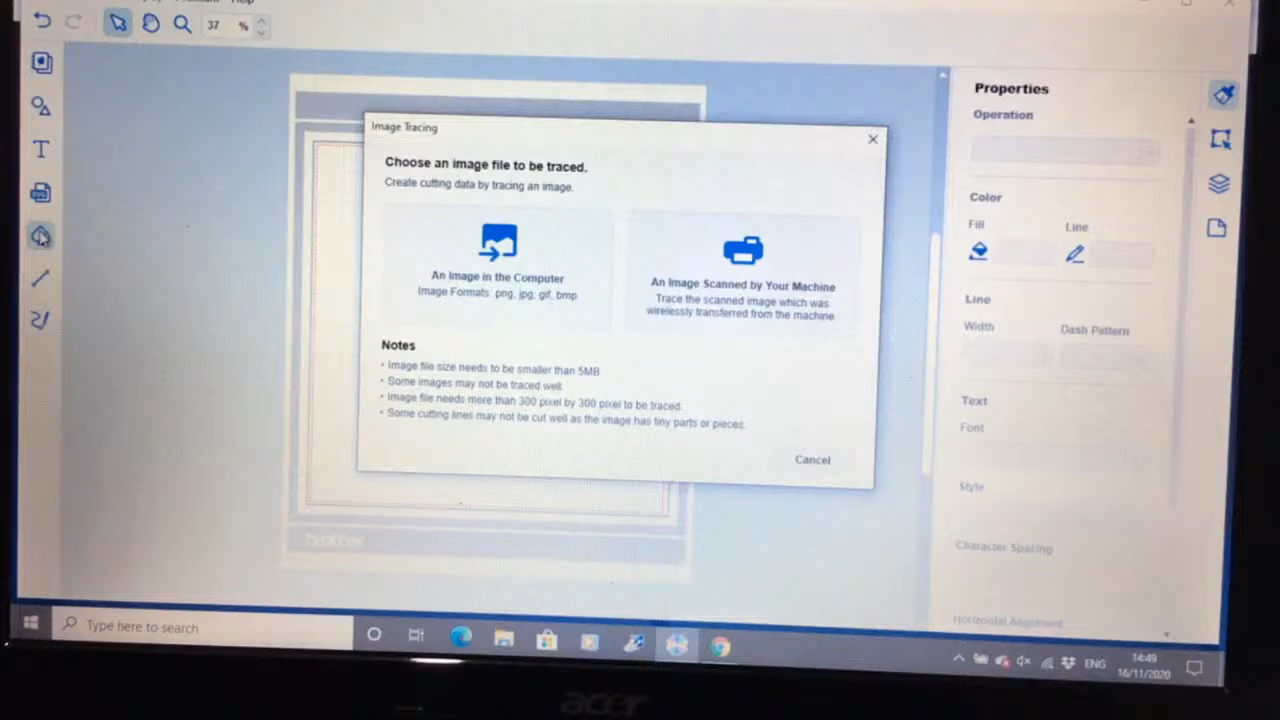 Help
37 %
Properties
Operation
Image Tracing
Choose an image file to be traced.
Create cutting data by tracing an image.
Color
Fill
Line
An Image in the Computer
Image Formats: png, jpg, gif, bmp
An Image Scanned by Your Machine
Trace the scanned image which was
wirelessly transferred from the machine
Line
Width
Dash Pattern
Notes
• Image file size needs to be smaller than 5MB
• Some images may not be traced well.
• Image file needs more than 300 pixel by 300 pixel to be traced.
• Some cutting lines may not be cut well as the image has tiny parts or pieces.
Text
Font
Cancel
Style
brother
Character Spacing
Horizontal Alignment
Type here to search
ENG
14:49
16/11/2020
acer